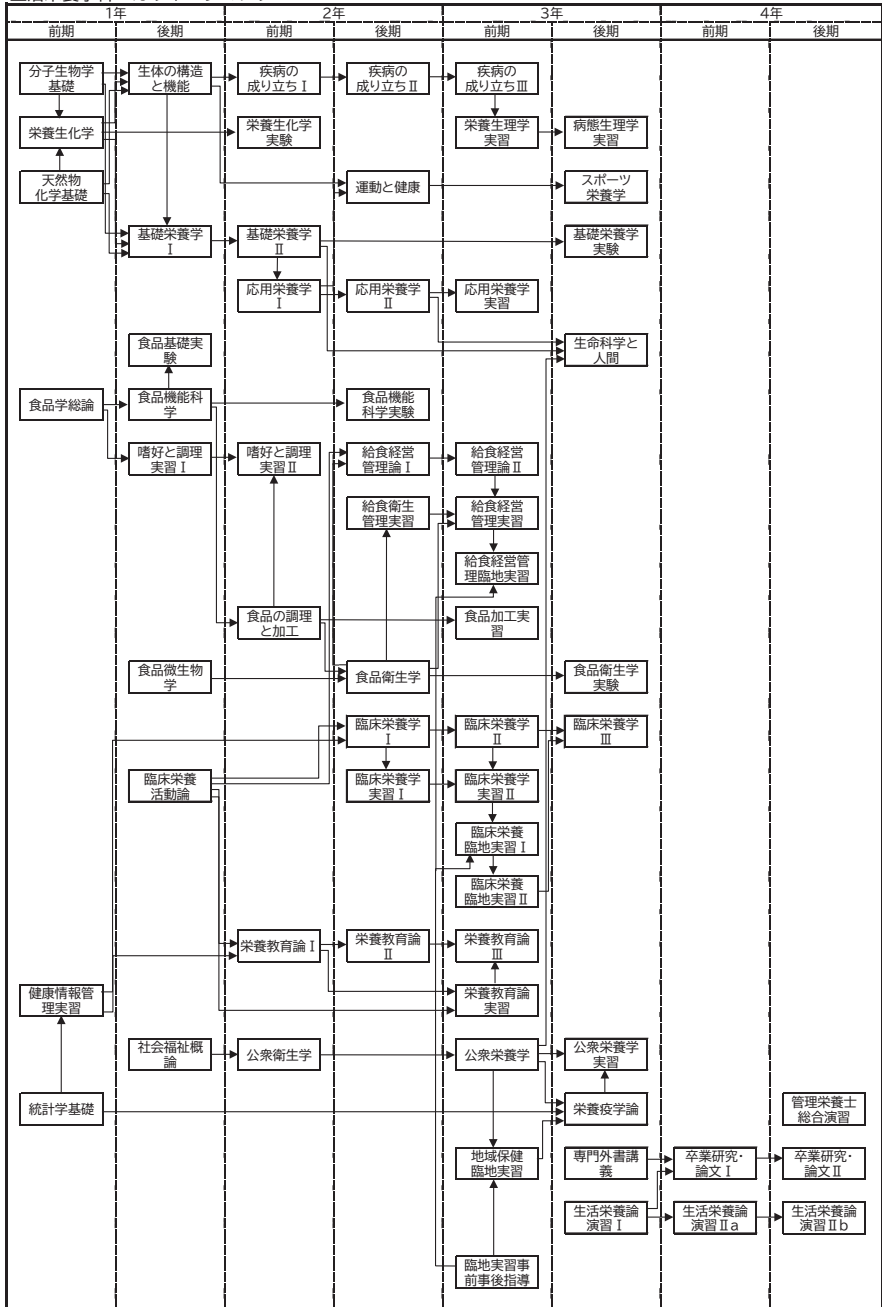 1年 2年 3年 4年
前期 後期 前期 後期 前期 後期 前期 後期
分子生物学
基礎
生体の構造
と機能
疾病の
成り立ちⅠ
疾病の
成り立ちⅡ
疾病の
成り立ちⅢ
栄養生化学
栄養生化学
実験
栄養生理学
実習
病態生理学
実習
天然物
化学基礎
運動と健康
スポーツ
栄養学
基礎栄養学
Ⅰ
基礎栄養学
Ⅱ
基礎栄養学
実験
応用栄養学
Ⅰ
応用栄養学
Ⅱ
応用栄養学
実習
食品基礎実
験
生命科学と
人間
食品学総論
食品機能科
学
食品機能
科学実験
嗜好と調理
実習Ⅰ
嗜好と調理
実習Ⅱ
給食経営
管理論Ⅰ
給食経営
管理論Ⅱ
給食衛生
管理実習
給食経営
管理実習
給食経営管
理臨地実習
食品の調理
と加工
食品加工実
習
食品微生物
学
食品衛生学
食品衛生学
実験
臨床栄養学
Ⅰ
臨床栄養学
Ⅱ
臨床栄養学
Ⅲ
臨床栄養
活動論
臨床栄養学
実習Ⅰ
臨床栄養学
実習Ⅱ
臨床栄養
臨地実習Ⅰ
臨床栄養
臨地実習Ⅱ
栄養教育論Ⅰ
栄養教育論
Ⅱ
栄養教育論
Ⅲ
健康情報管
理実習
栄養教育論
実習
社会福祉概
論
公衆衛生学
公衆栄養学
公衆栄養学
実習
統計学基礎
栄養疫学論
管理栄養士
総合演習
地域保健
臨地実習
専門外書講
義
卒業研究・
論文Ⅰ
卒業研究・
論文Ⅱ
生活栄養論
演習Ⅰ
生活栄養論
演習Ⅱa
生活栄養論
演習Ⅱb
臨地実習事
前事後指導